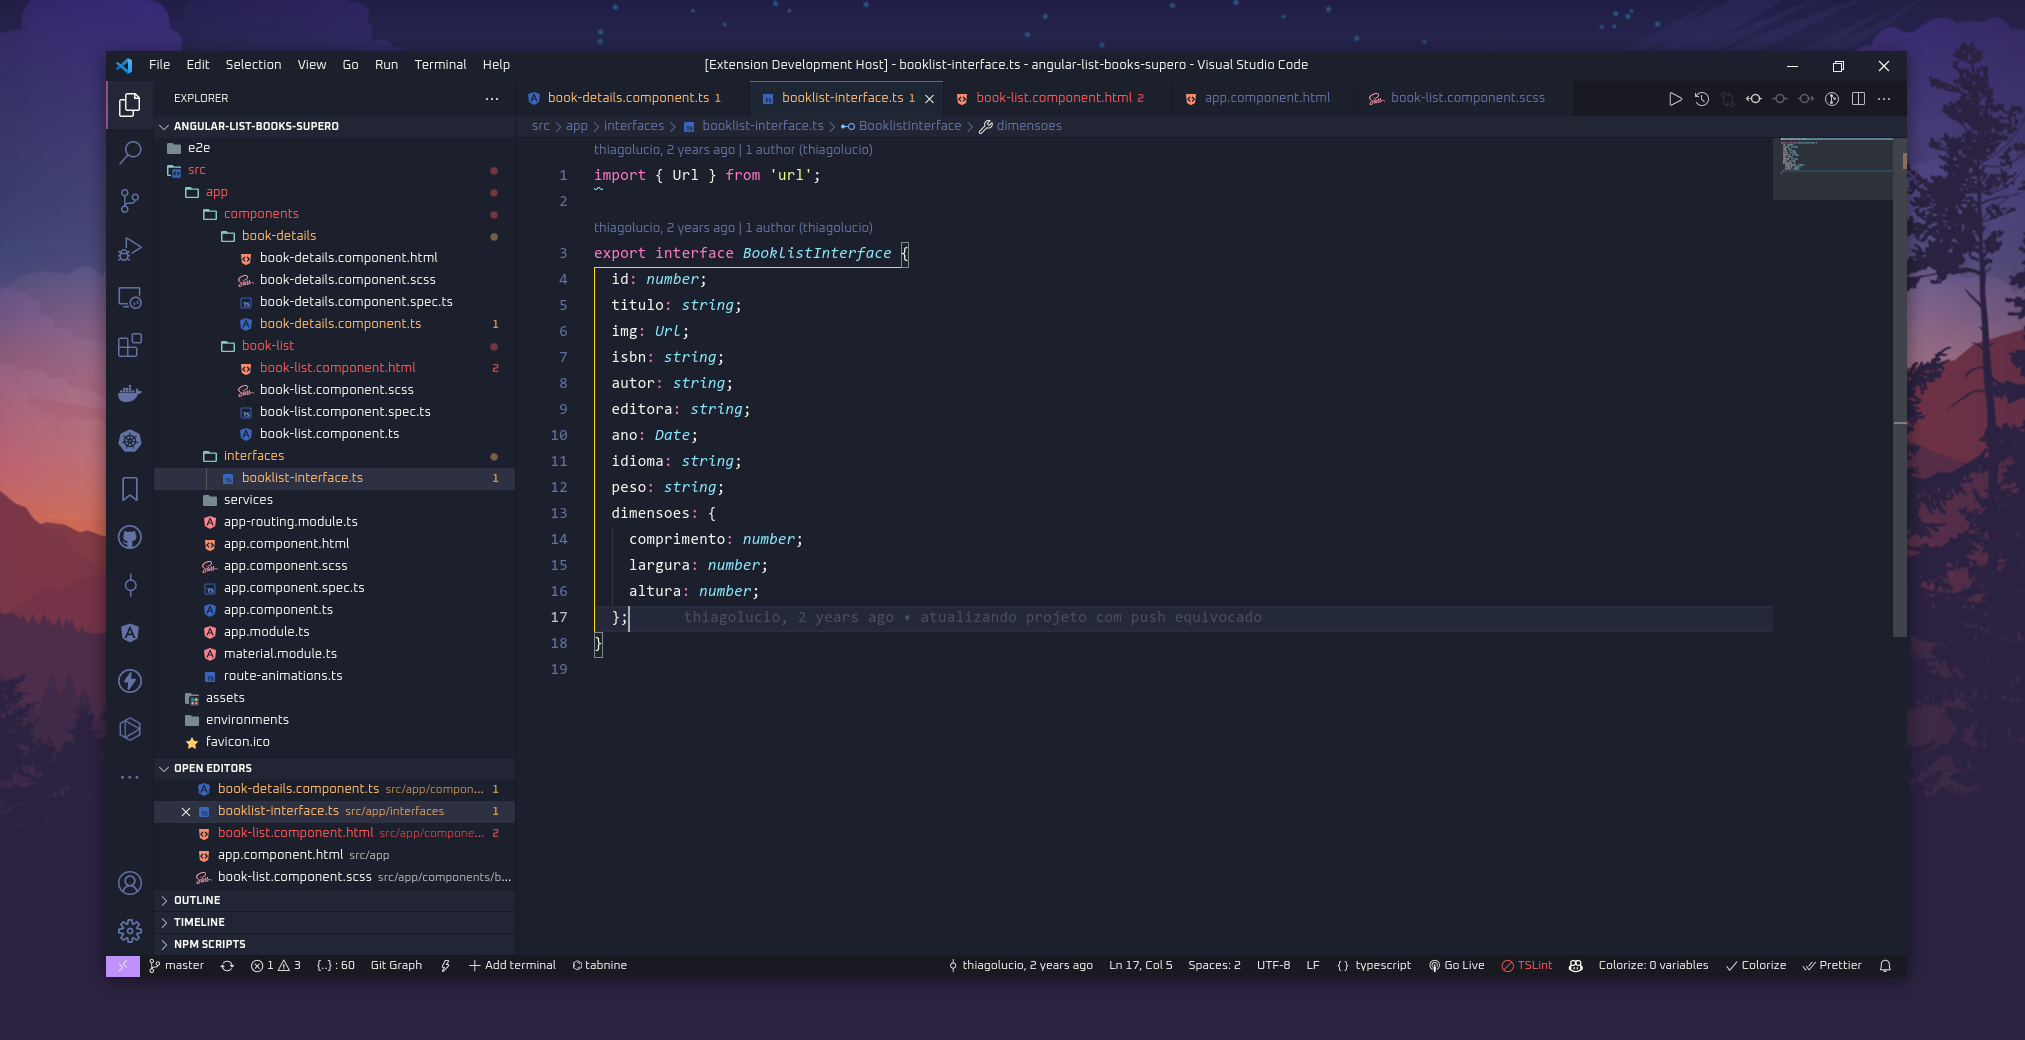 File Edit Selection View Go Run Terminal Help
[Extension Development Host] - booklist-interface.ts - angular-list-books-supero - Visual Studio Code
EXPLORER
ANGULAR-LIST-BOOKS-SUPERO
e2e
src
app
components
book-details
book-details.component.html
book-details.component.scss
book-details.component.spec.ts
book-details.component.ts 1
book-list
book-list.component.html 2
book-list.component.scss
book-list.component.spec.ts
book-list.component.ts
interfaces
booklist-interface.ts 1
services
app-routing.module.ts
app.component.html
app.component.scss
app.component.spec.ts
app.component.ts
app.module.ts
material.module.ts
route-animations.ts
assets
environments
favicon.ico
OPEN EDITORS
book-details.component.ts src/app/compon... 1
booklist-interface.ts src/app/interfaces 1
book-list.component.html src/app/compone... 2
app.component.html src/app
book-list.component.scss src/app/components/b...
OUTLINE
TIMELINE
NPM SCRIPTS
book-details.component.ts 1 booklist-interface.ts 1 book-list.component.html 2 app.component.html book-list.component.scss
src > app > interfaces > booklist-interface.ts > BooklistInterface > dimensoes
thiagolucio, 2 years ago | 1 author (thiagolucio)
1 import { Url } from 'url';
2
thiagolucio, 2 years ago | 1 author (thiagolucio)
3 export interface BooklistInterface {
4 id: number;
5 titulo: string;
6 img: Url;
7 isbn: string;
8 autor: string;
9 editora: string;
10 ano: Date;
11 idioma: string;
12 peso: string;
13 dimensoes: {
14 comprimento: number;
15 largura: number;
16 altura: number;
17 }; thiagolucio, 2 years ago • atualizando projeto com push equivocado
18 }
19
master 1 3 {..} : 60 Git Graph Add terminal tabnine
thiagolucio, 2 years ago Ln 17, Col 5 Spaces: 2 UTF-8 LF { } typescript Go Live TSLint Colorize: 0 variables Colorize Prettier